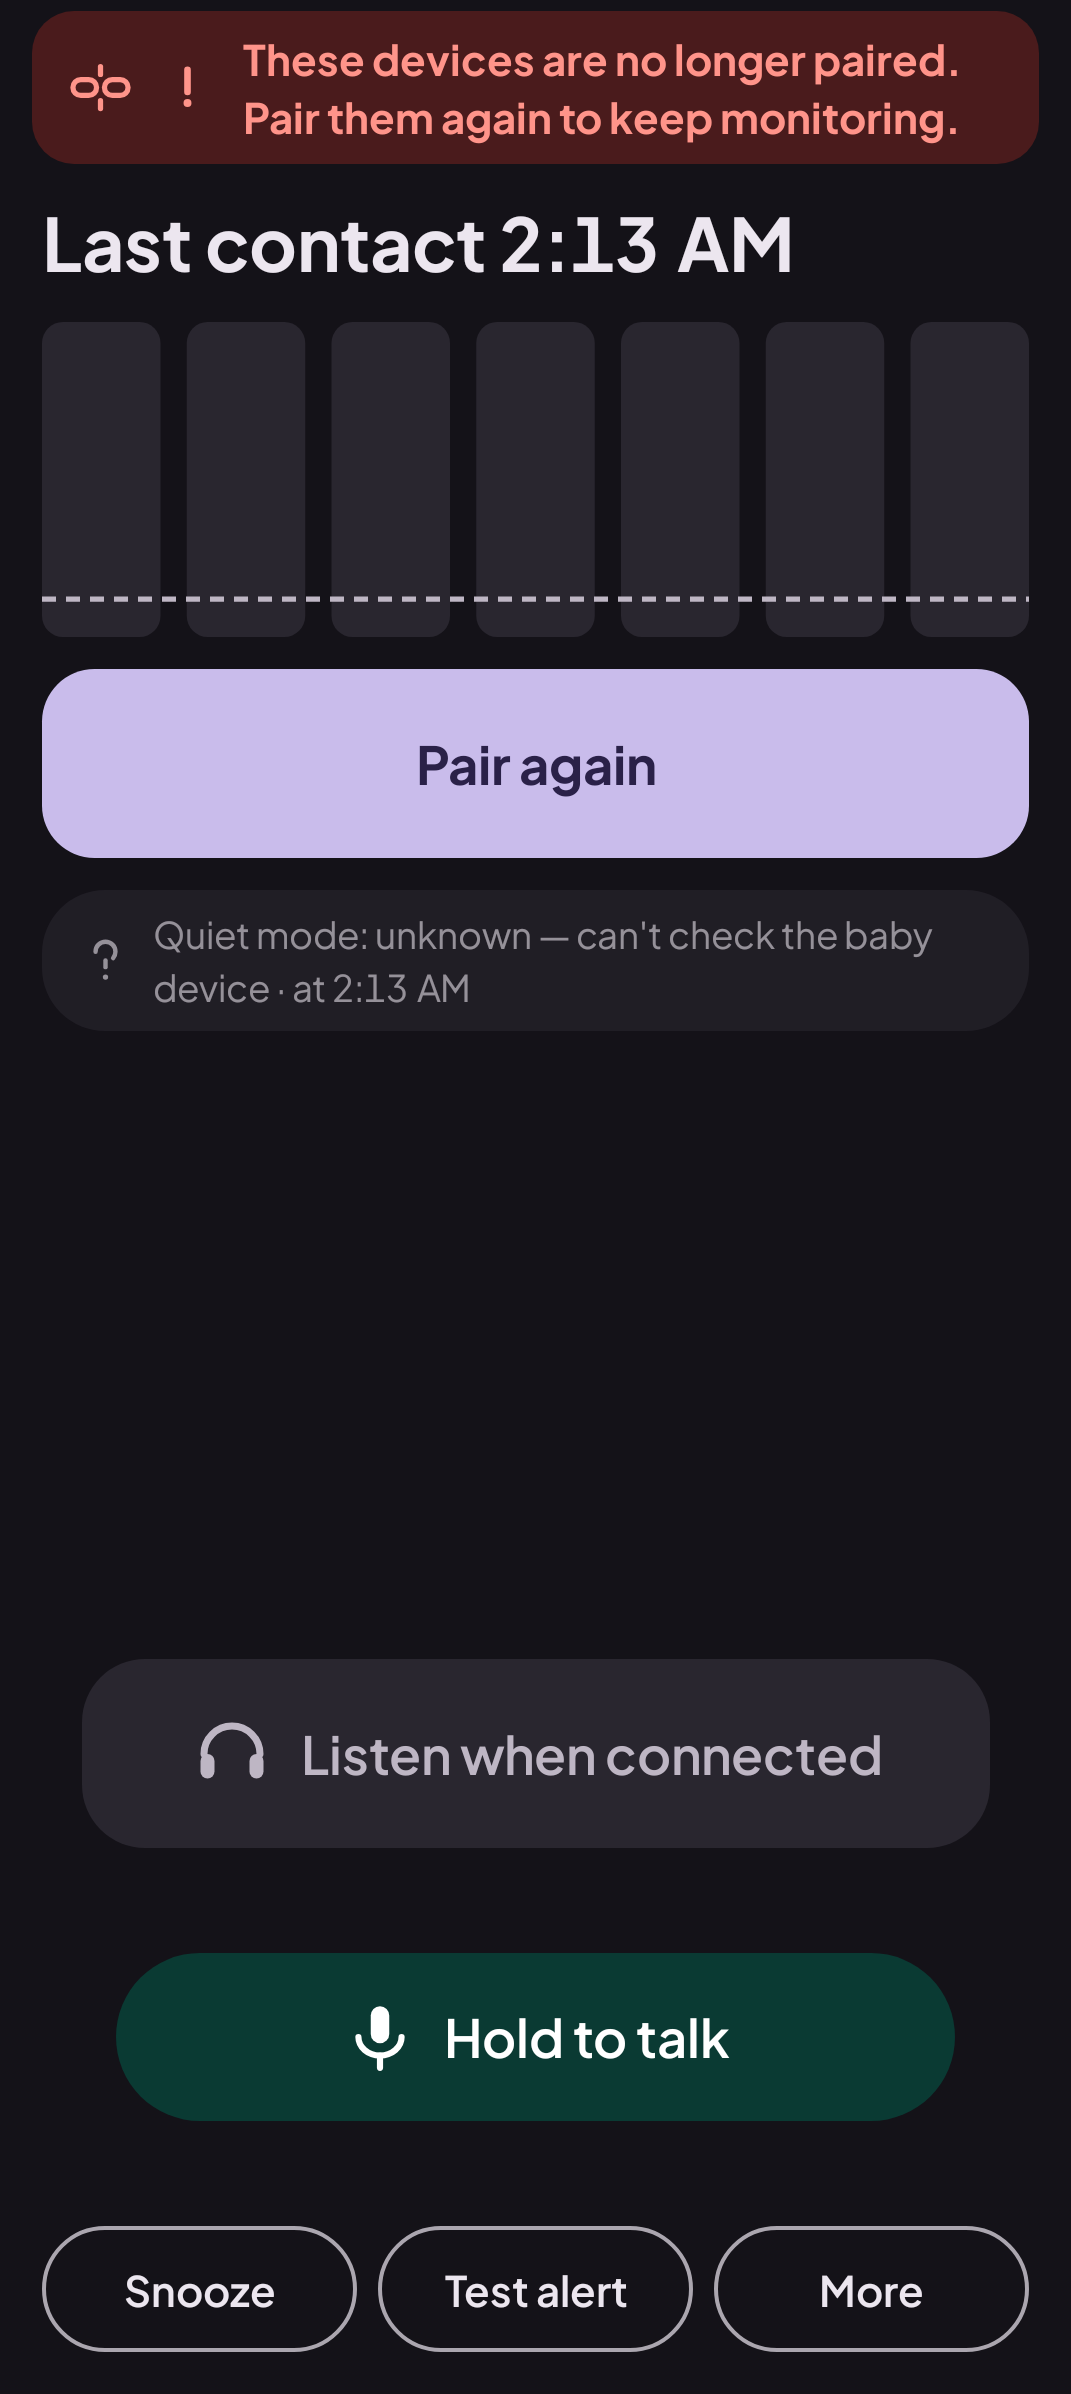 These devices are no longer paired.
Pair them again to keep monitoring.
Last contact 2:13 AM
Pair again
Quiet mode: unknown — can't check the baby
device · at 2:13 AM
Listen when connected
Hold to talk
Snooze
Test alert
More